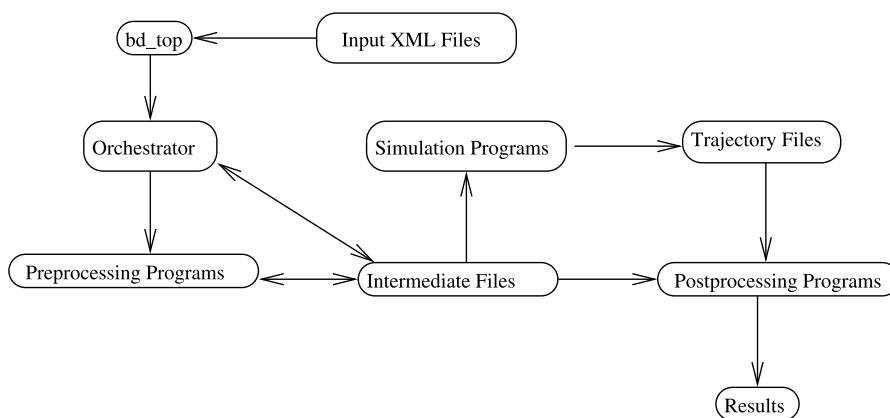 bd_top
Input XML Files
Orchestrator
Simulation Programs
Trajectory Files
Preprocessing Programs
Intermediate Files
Postprocessing Programs
Results